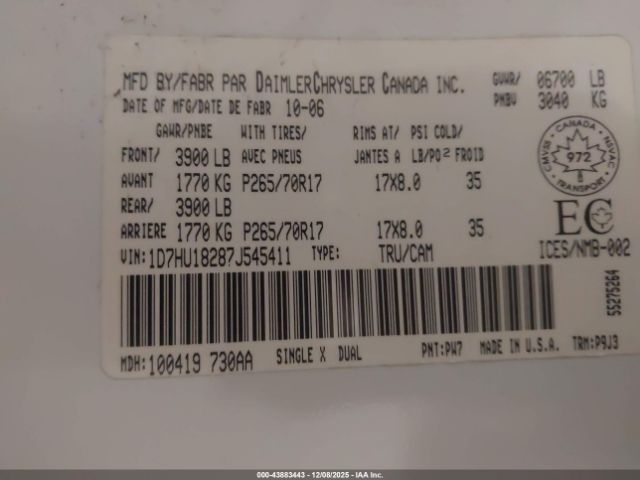 MFD BY/FABR PAR DAIMLERCHRYSLER CANADA INC. GVWR/ 06700 LB
DATE OF MFG/DATE DE FABR 10-06 PNBV 3040 KG
GAWR/PNBE WITH TIRES/ RIMS AT/ PSI COLD/
FRONT/ 3900 LB AVEC PNEUS JANTES A LB/PO2 FROID
AVANT 1770 KG P265/70R17 17X8.0 35
REAR/ 3900 LB
ARRIERE 1770 KG P265/70R17 17X8.0 35
VIN: 1D7HU18287J545411 TYPE: TRU/CAM
CANADA
CMVSS NSVAC
972
TRANSPORT
EC
ICES/NMB-002
55275264
MDH: 100419 730AA SINGLE X DUAL PNT: PW7 MADE IN U.S.A. TRM: P9J3
000-43883443 - 12/08/2025 - IAA Inc.